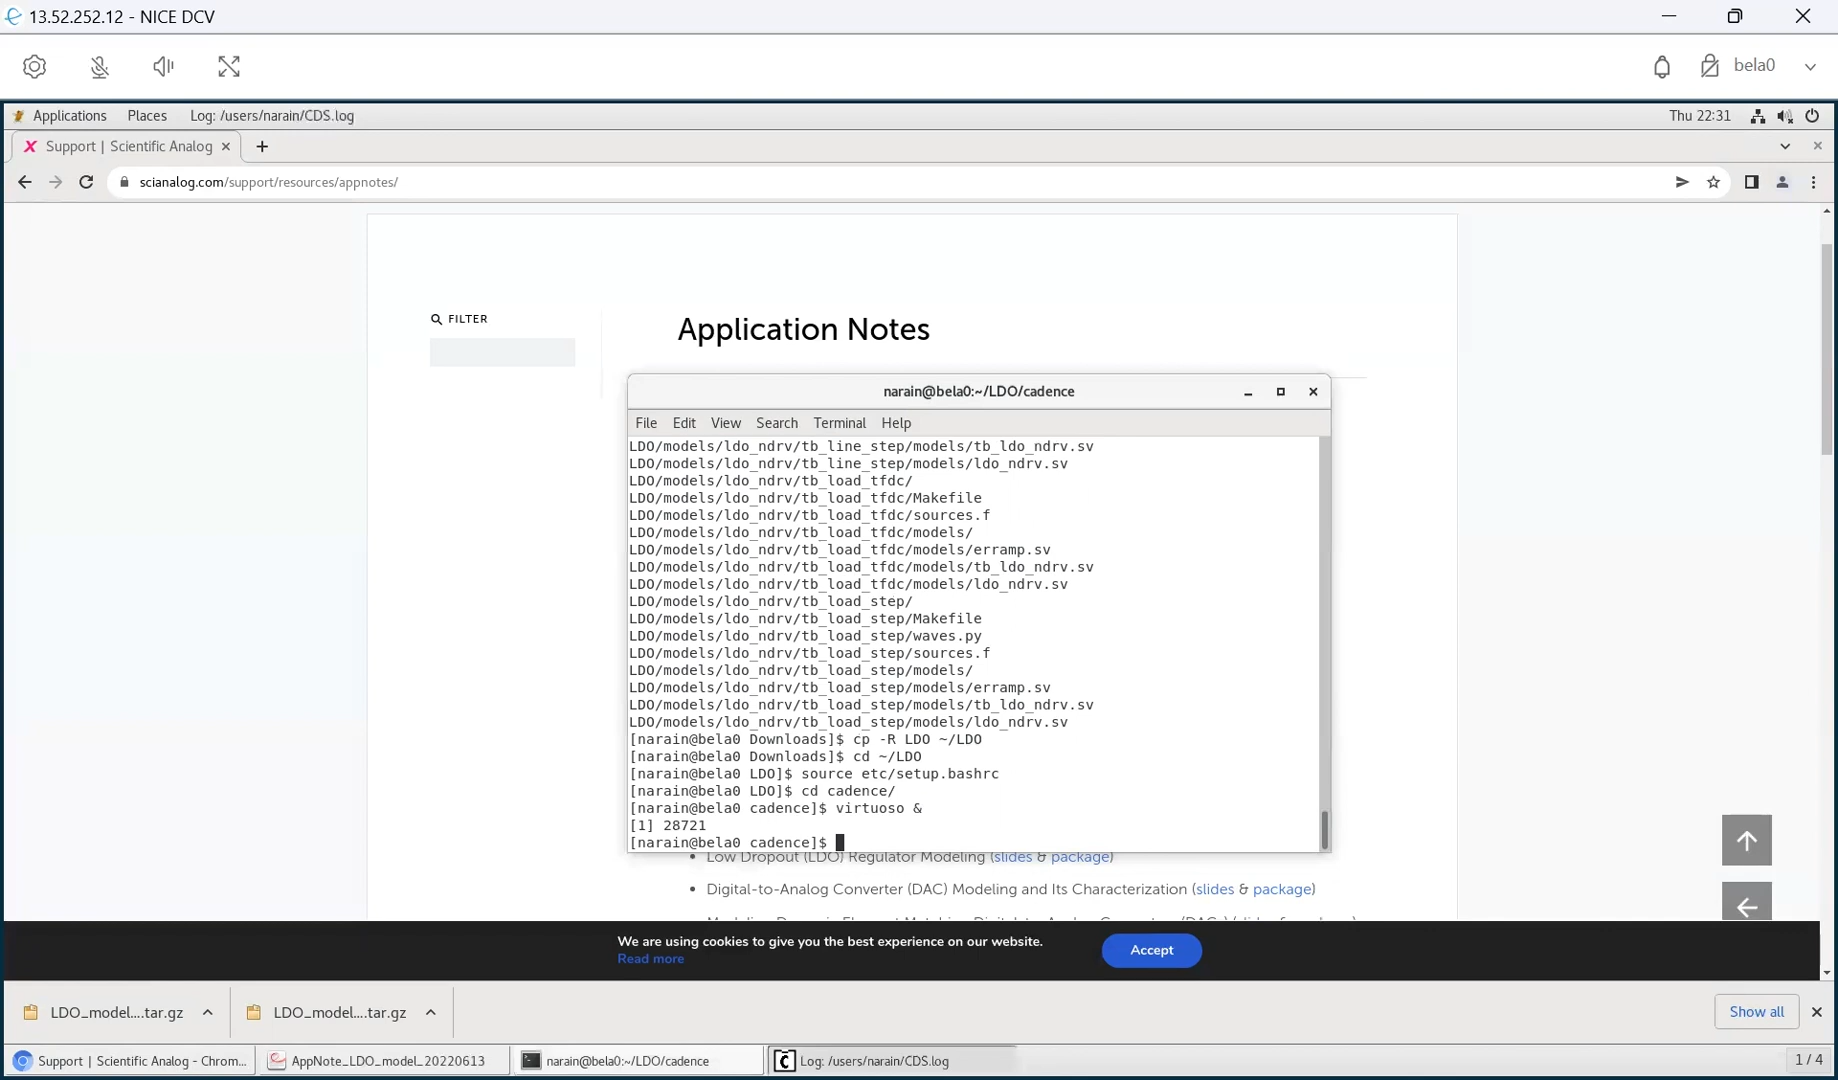 13.52.252.12 - NICE DCV
bela0
Applications Places Log: /users/narain/CDS.log Thu 22:31
Support | Scientific Analog
scianalog.com/support/resources/appnotes/
FILTER
Application Notes
narain@bela0:~/LDO/cadence
File Edit View Search Terminal Help
LDO/models/ldo_ndrv/tb_line_step/models/tb_ldo_ndrv.sv
LDO/models/ldo_ndrv/tb_line_step/models/ldo_ndrv.sv
LDO/models/ldo_ndrv/tb_load_tfdc/
LDO/models/ldo_ndrv/tb_load_tfdc/Makefile
LDO/models/ldo_ndrv/tb_load_tfdc/sources.f
LDO/models/ldo_ndrv/tb_load_tfdc/models/
LDO/models/ldo_ndrv/tb_load_tfdc/models/erramp.sv
LDO/models/ldo_ndrv/tb_load_tfdc/models/tb_ldo_ndrv.sv
LDO/models/ldo_ndrv/tb_load_tfdc/models/ldo_ndrv.sv
LDO/models/ldo_ndrv/tb_load_step/
LDO/models/ldo_ndrv/tb_load_step/Makefile
LDO/models/ldo_ndrv/tb_load_step/waves.py
LDO/models/ldo_ndrv/tb_load_step/sources.f
LDO/models/ldo_ndrv/tb_load_step/models/
LDO/models/ldo_ndrv/tb_load_step/models/erramp.sv
LDO/models/ldo_ndrv/tb_load_step/models/tb_ldo_ndrv.sv
LDO/models/ldo_ndrv/tb_load_step/models/ldo_ndrv.sv
[narain@bela0 Downloads]$ cp -R LDO ~/LDO
[narain@bela0 Downloads]$ cd ~/LDO
[narain@bela0 LDO]$ source etc/setup.bashrc
[narain@bela0 LDO]$ cd cadence/
[narain@bela0 cadence]$ virtuoso &
[1] 28721
[narain@bela0 cadence]$
• Low Dropout (LDO) Regulator Modeling (slides & package)
• Digital-to-Analog Converter (DAC) Modeling and Its Characterization (slides & package)
We are using cookies to give you the best experience on our website.
Read more
Accept
LDO_model....tar.gz LDO_model....tar.gz Show all
Support | Scientific Analog - Chrom... AppNote_LDO_model_20220613 narain@bela0:~/LDO/cadence Log: /users/narain/CDS.log 1 / 4